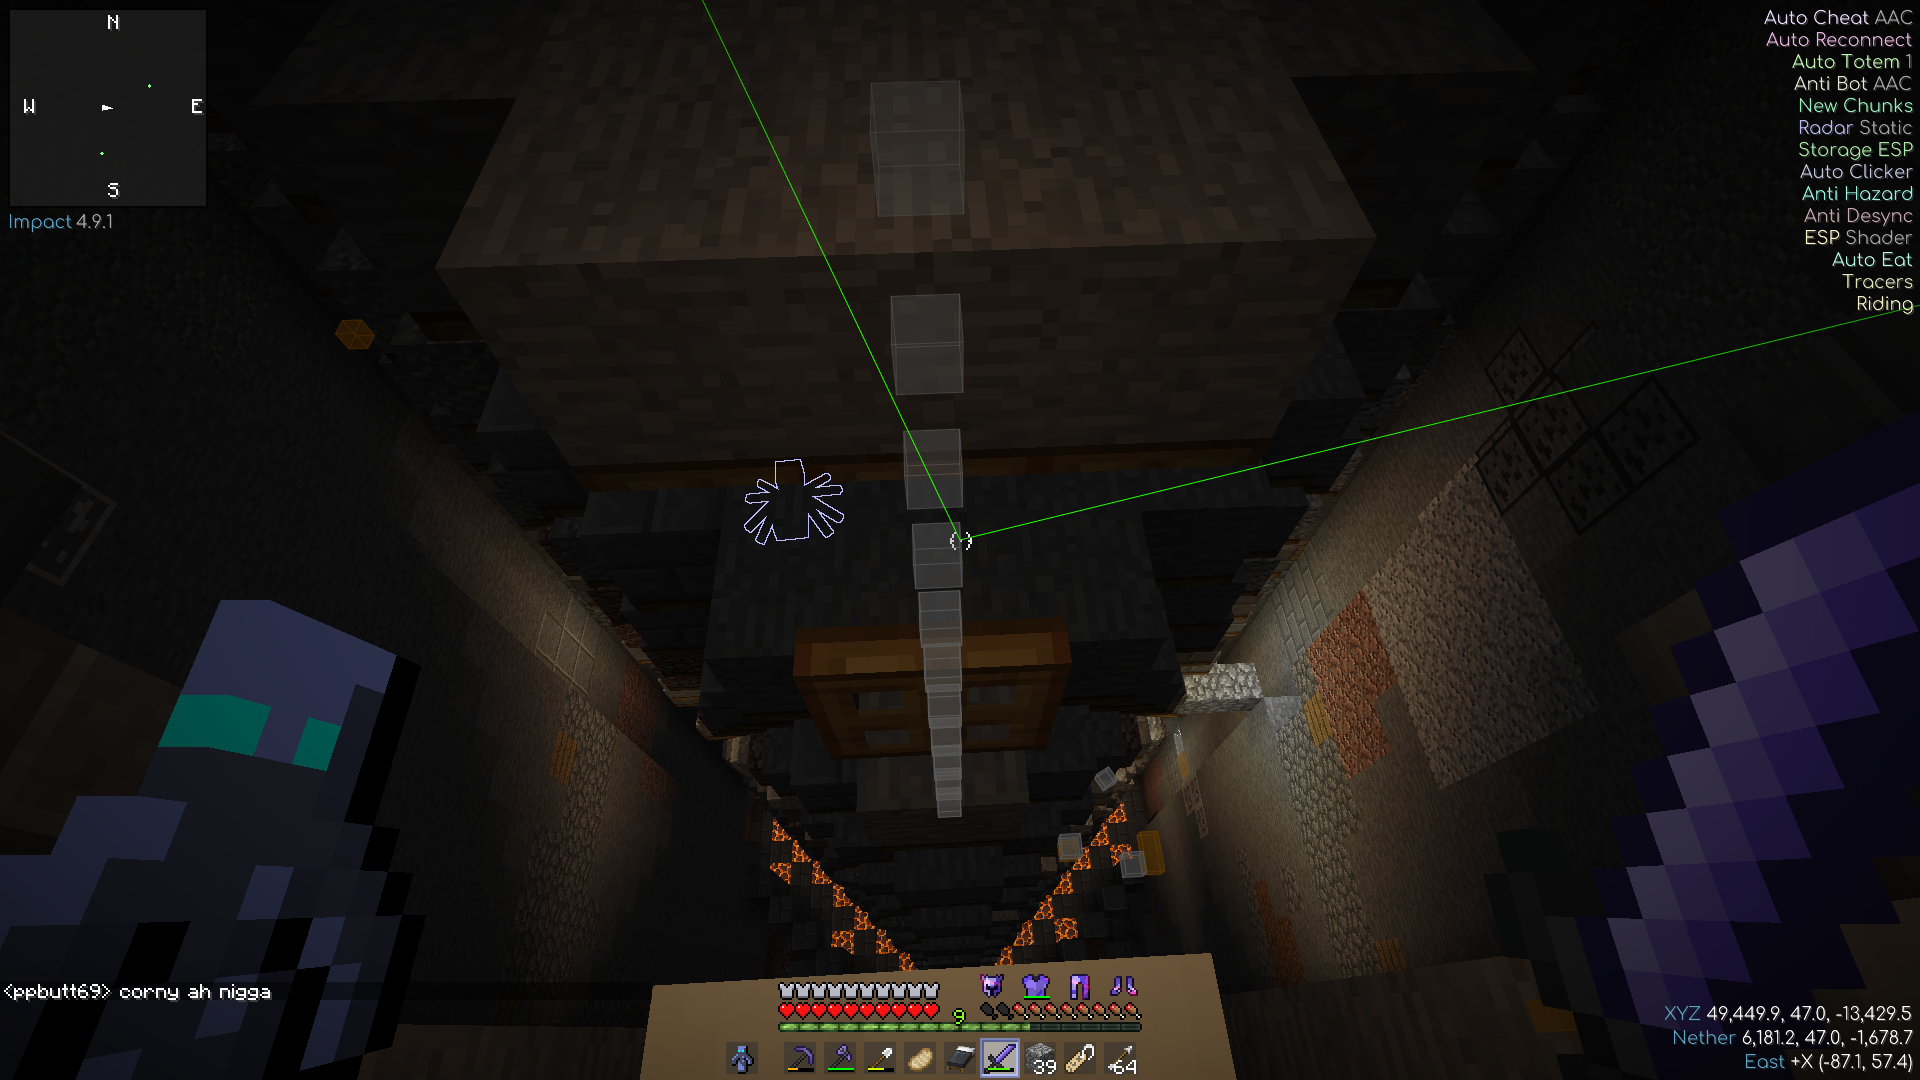 N
W
E
S
Impact 4.9.1
Auto Cheat AAC
Auto Reconnect
Auto Totem 1
Anti Bot AAC
New Chunks
Radar Static
Storage ESP
Auto Clicker
Anti Hazard
Anti Desync
ESP Shader
Auto Eat
Tracers
Riding
<ppbutt69> corny ah nigga
9
39
64
XYZ 49,449.9, 47.0, -13,429.5
Nether 6,181.2, 47.0, -1,678.7
East +X (-87.1, 57.4)